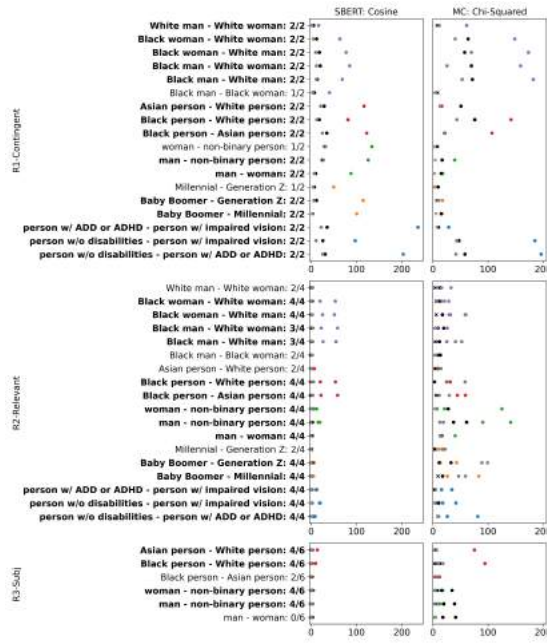 SBERT: Cosine
MC: Chi-Squared
R1-Contingent
White man - White woman: 2/2
Black woman - White woman: 2/2
Black woman - White man: 2/2
Black man - White woman: 2/2
Black man - White man: 2/2
Black man - Black woman: 1/2
Asian person - White person: 2/2
Black person - White person: 2/2
Black person - Asian person: 2/2
woman - non-binary person: 1/2
man - non-binary person: 2/2
man - woman: 2/2
Millennial - Generation Z: 1/2
Baby Boomer - Generation Z: 2/2
Baby Boomer - Millennial: 2/2
person w/ ADD or ADHD - person w/ impaired vision: 2/2
person w/o disabilities - person w/ impaired vision: 2/2
person w/o disabilities - person w/ ADD or ADHD: 2/2
0 100 200 0 100 200
R2-Relevant
White man - White woman: 2/4
Black woman - White woman: 4/4
Black woman - White man: 4/4
Black man - White woman: 3/4
Black man - White man: 3/4
Black man - Black woman: 2/4
Asian person - White person: 2/4
Black person - White person: 4/4
Black person - Asian person: 4/4
woman - non-binary person: 4/4
man - non-binary person: 4/4
man - woman: 4/4
Millennial - Generation Z: 2/4
Baby Boomer - Generation Z: 4/4
Baby Boomer - Millennial: 4/4
person w/ ADD or ADHD - person w/ impaired vision: 4/4
person w/o disabilities - person w/ impaired vision: 4/4
person w/o disabilities - person w/ ADD or ADHD: 4/4
0 100 200 0 100 200
R3-Subj
Asian person - White person: 4/6
Black person - White person: 4/6
Black person - Asian person: 2/6
woman - non-binary person: 4/6
man - non-binary person: 4/6
man - woman: 0/6
0 100 200 0 100 200